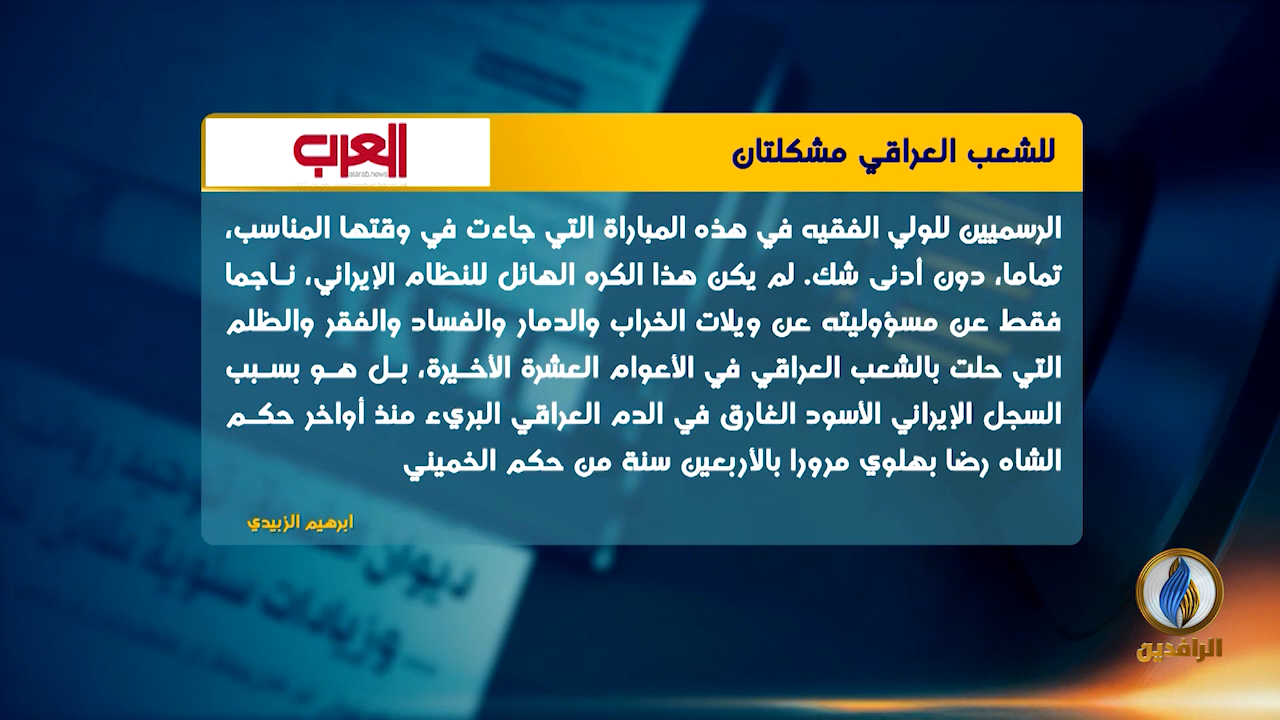 للشعب العراقي مشكلتان
العرب
alarab.news
الرسميين للولي الفقيه في هذه المباراة التي جاءت في وقتها المناسب،
تماما، دون أدنى شك. لم يكن هذا الكره الهائل للنظام الإيراني، ناجما
فقط عن مسؤوليته عن ويلات الخراب والدمار والفساد والفقر والظلم
التي حلت بالشعب العراقي في الأعوام العشرة الأخيرة، بل هو بسبب
السجل الإيراني الأسود الغارق في الدم العراقي البريء منذ أواخر حكم
الشاه رضا بهلوي مرورا بالأربعين سنة من حكم الخميني
ابرهيم الزبيدي
ديوان
وزيادات سنوية
الرافدين